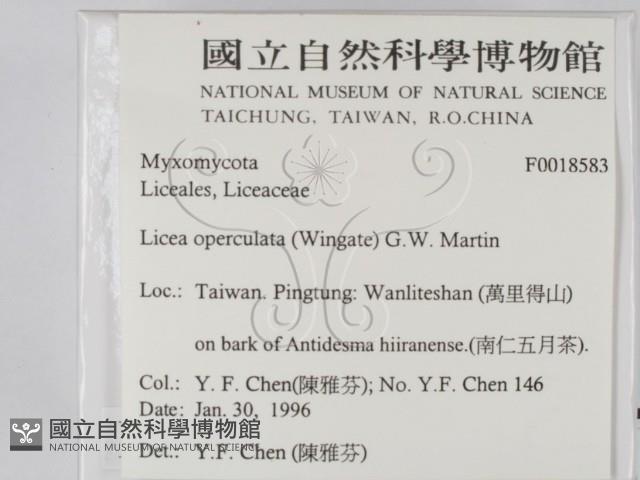 國立自然科學博物館
NATIONAL MUSEUM OF NATURAL SCIENCE
TAICHUNG, TAIWAN, R.O.CHINA
Myxomycota F0018583
Liceales, Liceaceae
Licea operculata (Wingate) G.W. Martin
Loc.: Taiwan. Pingtung: Wanliteshan (萬里得山)
on bark of Antidesma hiiranense.(南仁五月茶).
Col.: Y. F. Chen(陳雅芬); No. Y.F. Chen 146
Date: Jan. 30, 1996
Det.: Y.F. Chen (陳雅芬)
國立自然科學博物館
NATIONAL MUSEUM OF NATURAL SCIENCE